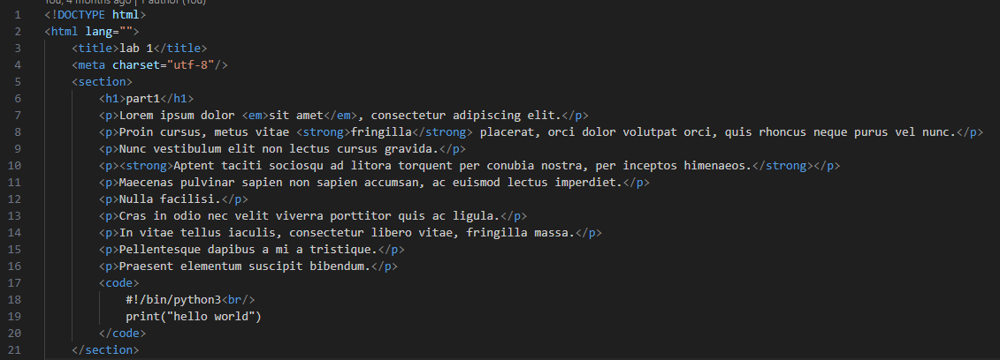 You, 4 months ago | 1 author (You)
1 <!DOCTYPE html>
2 <html lang="">
3     <title>lab 1</title>
4     <meta charset="utf-8"/>
5     <section>
6         <h1>part1</h1>
7         <p>Lorem ipsum dolor <em>sit amet</em>, consectetur adipiscing elit.</p>
8         <p>Proin cursus, metus vitae <strong>fringilla</strong> placerat, orci dolor volutpat orci, quis rhoncus neque purus vel nunc.</p>
9         <p>Nunc vestibulum elit non lectus cursus gravida.</p>
10         <p><strong>Aptent taciti sociosqu ad litora torquent per conubia nostra, per inceptos himenaeos.</strong></p>
11         <p>Maecenas pulvinar sapien non sapien accumsan, ac euismod lectus imperdiet.</p>
12         <p>Nulla facilisi.</p>
13         <p>Cras in odio nec velit viverra porttitor quis ac ligula.</p>
14         <p>In vitae tellus iaculis, consectetur libero vitae, fringilla massa.</p>
15         <p>Pellentesque dapibus a mi a tristique.</p>
16         <p>Praesent elementum suscipit bibendum.</p>
17         <code>
18             #!/bin/python3<br/>
19             print("hello world")
20         </code>
21     </section>